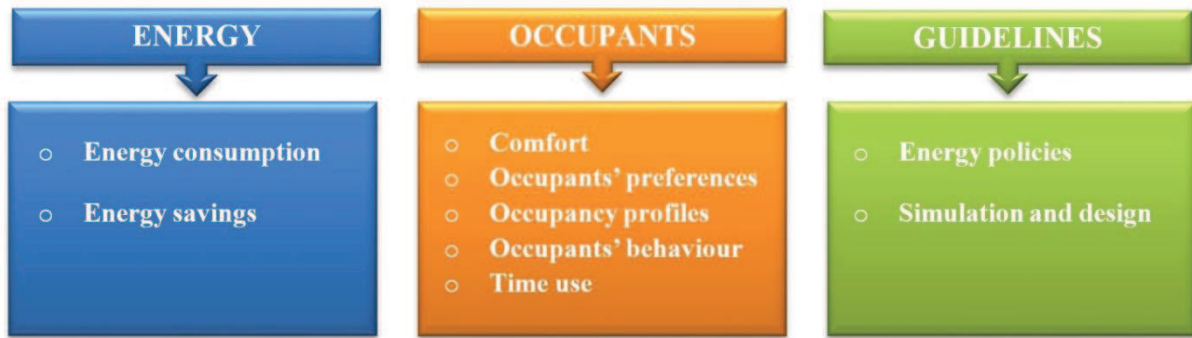 ENERGY
○ Energy consumption
○ Energy savings
OCCUPANTS
○ Comfort
○ Occupants’ preferences
○ Occupancy profiles
○ Occupants’ behaviour
○ Time use
GUIDELINES
○ Energy policies
○ Simulation and design